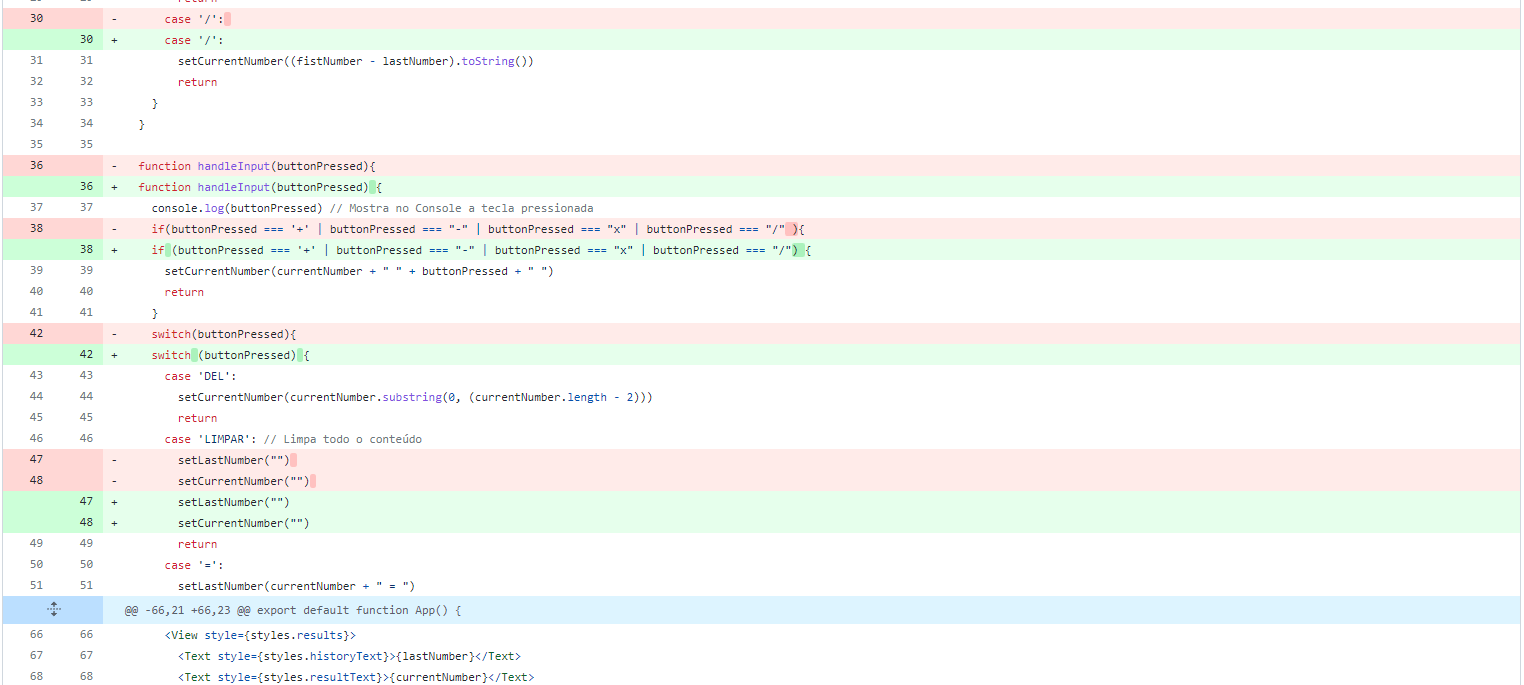 return
30 - case '/':
30 + case '/':
31 31 setCurrentNumber((fistNumber - lastNumber).toString())
32 32 return
33 33 }
34 34 }
35 35
36 - function handleInput(buttonPressed){
36 + function handleInput(buttonPressed) {
37 37 console.log(buttonPressed) // Mostra no Console a tecla pressionada
38 - if(buttonPressed === '+' | buttonPressed === "-" | buttonPressed === "x" | buttonPressed === "/" ){
38 + if (buttonPressed === '+' | buttonPressed === "-" | buttonPressed === "x" | buttonPressed === "/") {
39 39 setCurrentNumber(currentNumber + " " + buttonPressed + " ")
40 40 return
41 41 }
42 - switch(buttonPressed){
42 + switch (buttonPressed) {
43 43 case 'DEL':
44 44 setCurrentNumber(currentNumber.substring(0, (currentNumber.length - 2)))
45 45 return
46 46 case 'LIMPAR': // Limpa todo o conteúdo
47 - setLastNumber("")
48 - setCurrentNumber("")
47 + setLastNumber("")
48 + setCurrentNumber("")
49 49 return
50 50 case '=':
51 51 setLastNumber(currentNumber + " = ")
@@ -66,21 +66,23 @@ export default function App() {
66 66 <View style={styles.results}>
67 67 <Text style={styles.historyText}>{lastNumber}</Text>
68 68 <Text style={styles.resultText}>{currentNumber}</Text>